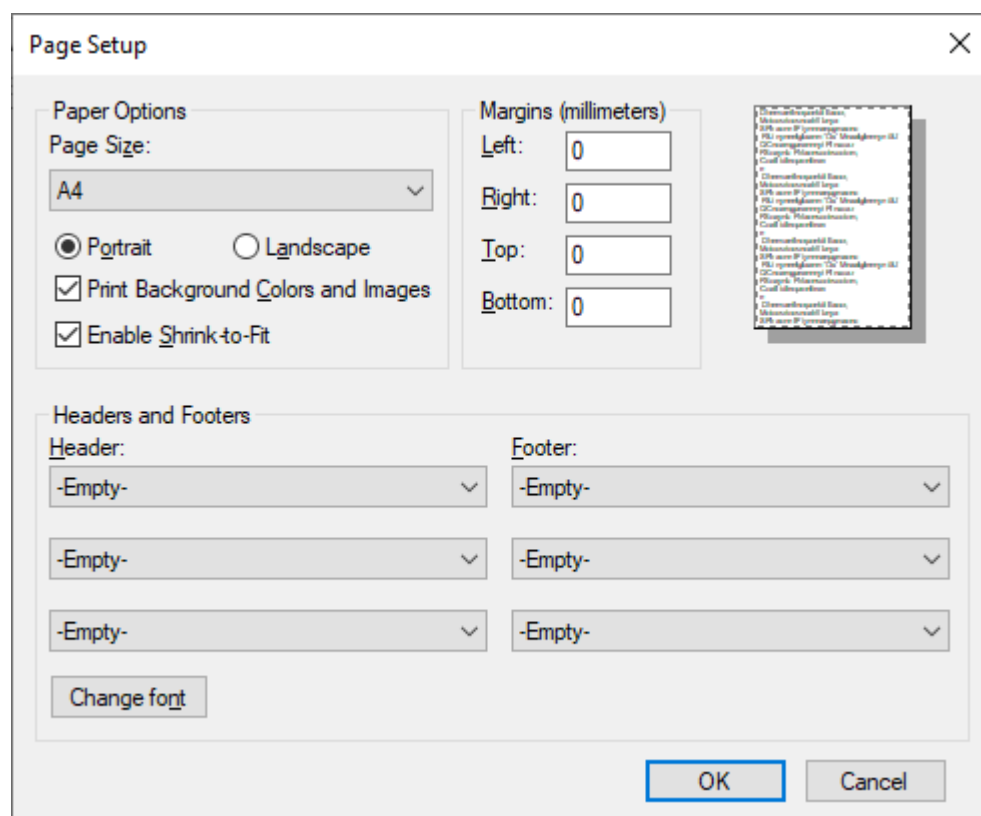 Page Setup
Paper Options
Page Size:
A4
Portrait Landscape
Print Background Colors and Images
Enable Shrink-to-Fit
Margins (millimeters)
Left: 0
Right: 0
Top: 0
Bottom: 0
Headers and Footers
Header: Footer:
-Empty- -Empty-
-Empty- -Empty-
-Empty- -Empty-
Change font
OK Cancel